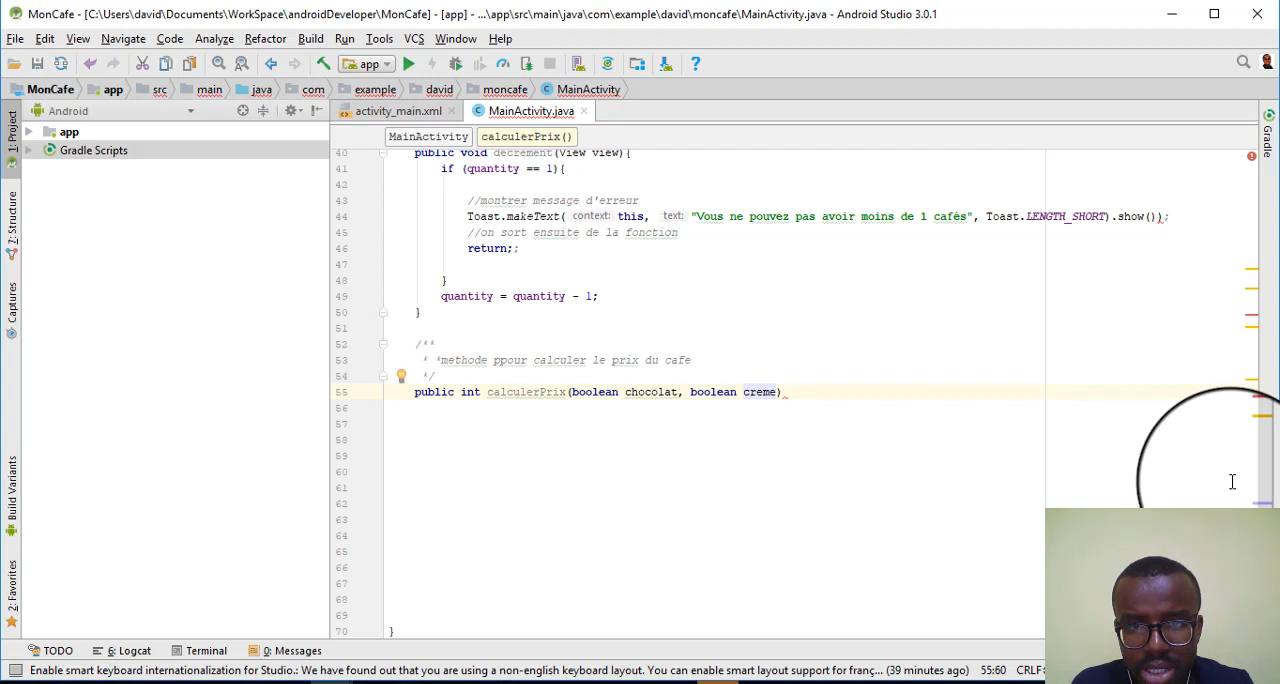 MonCafe - [C:\Users\david\Documents\WorkSpace\androidDeveloper\MonCafe] - [app] - ...\app\src\main\java\com\example\david\moncafe\MainActivity.java - Android Studio 3.0.1
File Edit View Navigate Code Analyze Refactor Build Run Tools VCS Window Help
app
MonCafe app src main java com example david moncafe MainActivity
1: Project
Android
activity_main.xml MainActivity.java
Gradle
MainActivity calculerPrix()
app
Gradle Scripts
7: Structure
Captures
Build Variants
2: Favorites
40 public void decrement(View view){
41 if (quantity == 1){
42
43 //montrer message d'erreur
44 Toast.makeText( context: this, text: "Vous ne pouvez pas avoir moins de 1 cafés", Toast.LENGTH_SHORT).show());
45 //on sort ensuite de la fonction
46 return;;
47
48 }
49 quantity = quantity - 1;
50 }
51
52 /**
53 * *methode ppour calculer le prix du cafe
54 */
55 public int calculerPrix(boolean chocolat, boolean creme)
56
57
58
59
60
61
62
63
64
65
66
67
68
69
70 }
TODO 6: Logcat Terminal 0: Messages
Enable smart keyboard internationalization for Studio.: We have found out that you are using a non-english keyboard layout. You can enable smart layout support for franç... (39 minutes ago) 55:60 CRLF